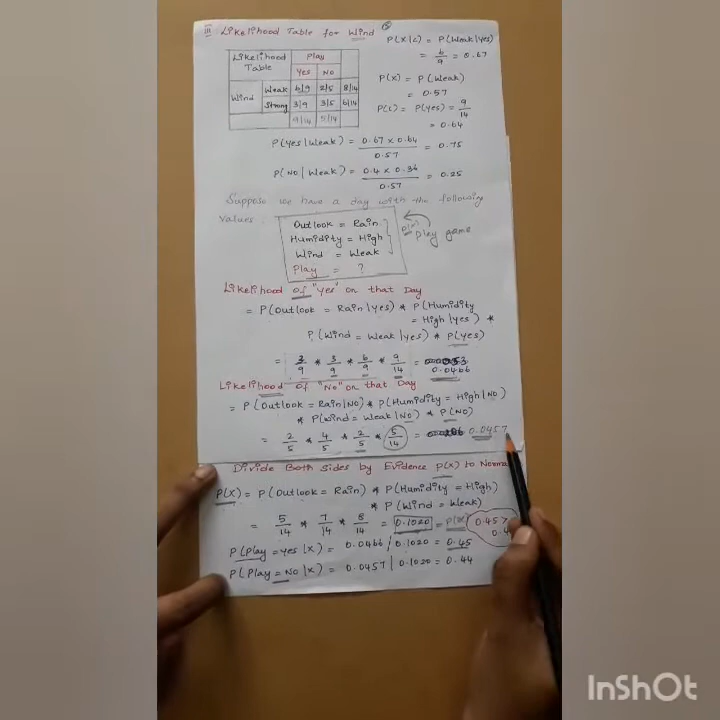 iii Likelihood Table for Wind
P(X|C) = P(Weak|Yes)
= 6/9 = 0.67
P(X) = P(Weak)
= 0.57
P(C) = P(Yes) = 9/14
= 0.64
Likelihood Table Play
Yes No
Wind Weak 6/9 2/5 8/14
Strong 3/9 3/5 6/14
9/14 5/14
P(Yes|Weak) = 0.67 x 0.64 / 0.57 = 0.75
P(No|Weak) = 0.4 x 0.36 / 0.57 = 0.25
Suppose we have a day with the following
values :
Outlook = Rain
Humidity = High
Wind = Weak
Play = ?
Play game
Likelihood of "Yes" on that Day
= P(Outlook = Rain|Yes) * P(Humidity
= High|Yes) *
P(Wind = Weak|Yes) * P(Yes)
= 3/9 * 3/9 * 6/9 * 9/14 =
0.0466
Likelihood of "No" on that Day
= P(Outlook = Rain|No) * P(Humidity = High|No)
* P(Wind = Weak|No) * P(No)
= 2/5 * 4/5 * 2/5 * 5/14 = 0.0457
Divide Both Sides by Evidence P(X) to
P(X) = P(Outlook = Rain) * P(Humidity = High)
* P(Wind = Weak)
= 5/14 * 7/14 * 8/14 = 0.1020 = P(X)
0.457
P(Play = Yes|X) = 0.0466/0.1020 = 0.45
P(Play = No|X) = 0.0457/0.1020 = 0.44
InShOt